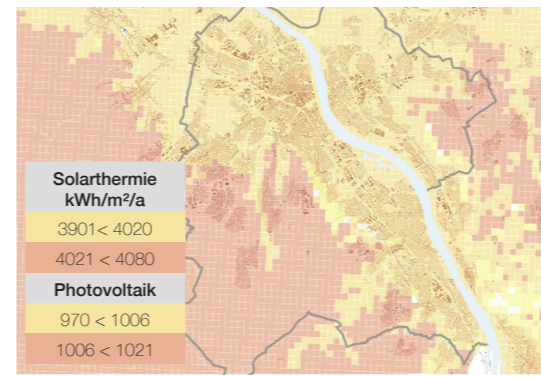 Solarthermie
kWh/m²/a
3901< 4020
4021 < 4080
Photovoltaik
970 < 1006
1006 < 1021